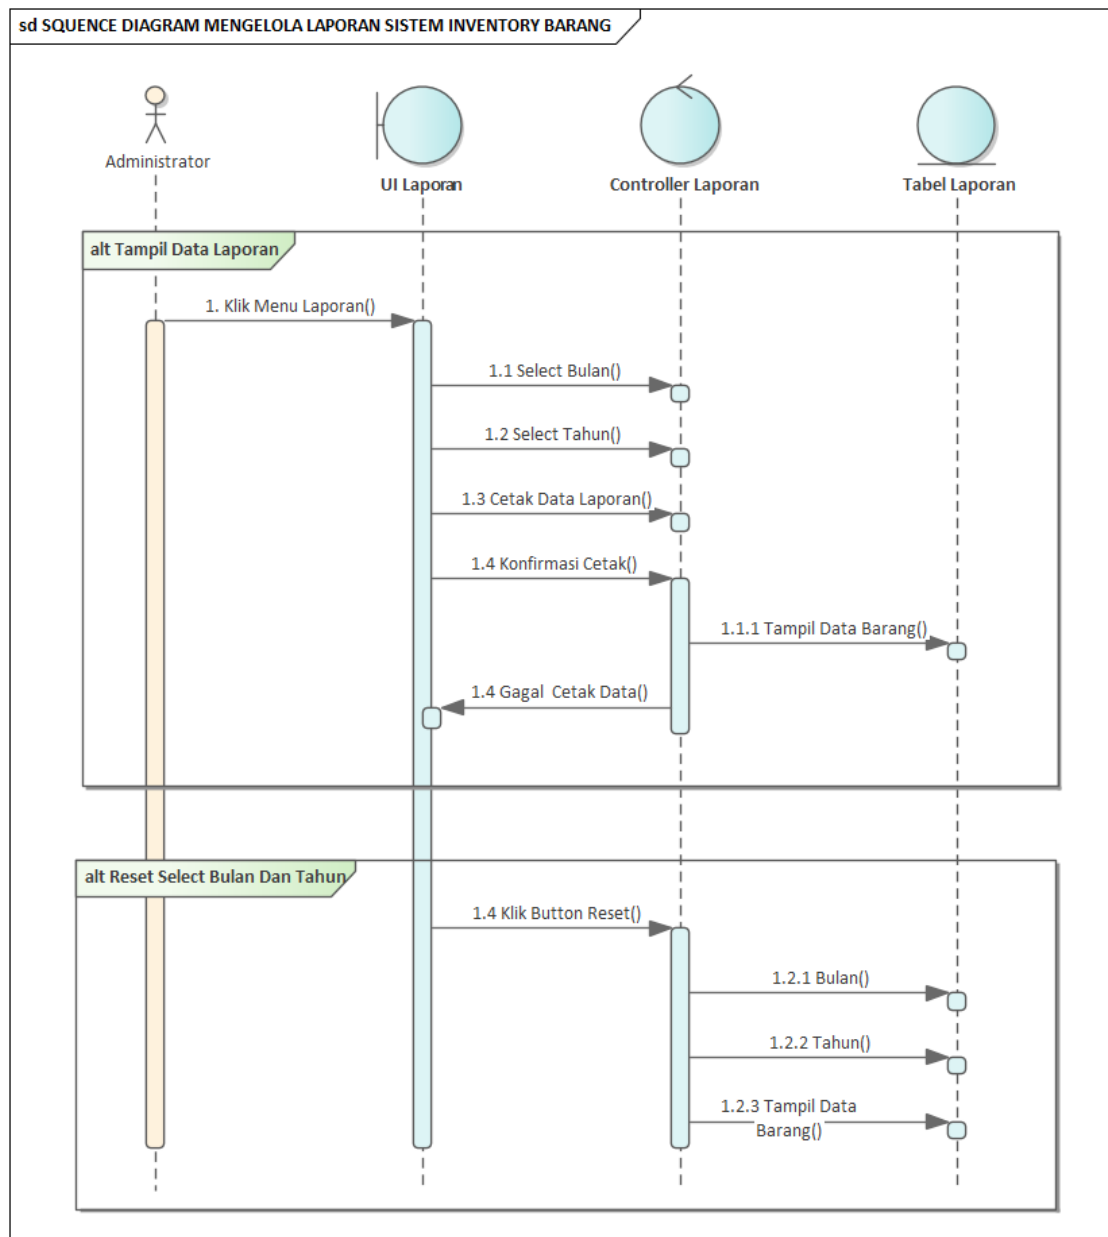 sd SQUENCE DIAGRAM MENGELOLA LAPORAN SISTEM INVENTORY BARANG
Administrator
UI Laporan
Controller Laporan
Tabel Laporan
alt Tampil Data Laporan
1. Klik Menu Laporan()
1.1 Select Bulan()
1.2 Select Tahun()
1.3 Cetak Data Laporan()
1.4 Konfirmasi Cetak()
1.1.1 Tampil Data Barang()
1.4 Gagal  Cetak Data()
alt Reset Select Bulan Dan Tahun
1.4 Klik Button Reset()
1.2.1 Bulan()
1.2.2 Tahun()
1.2.3 Tampil Data
Barang()